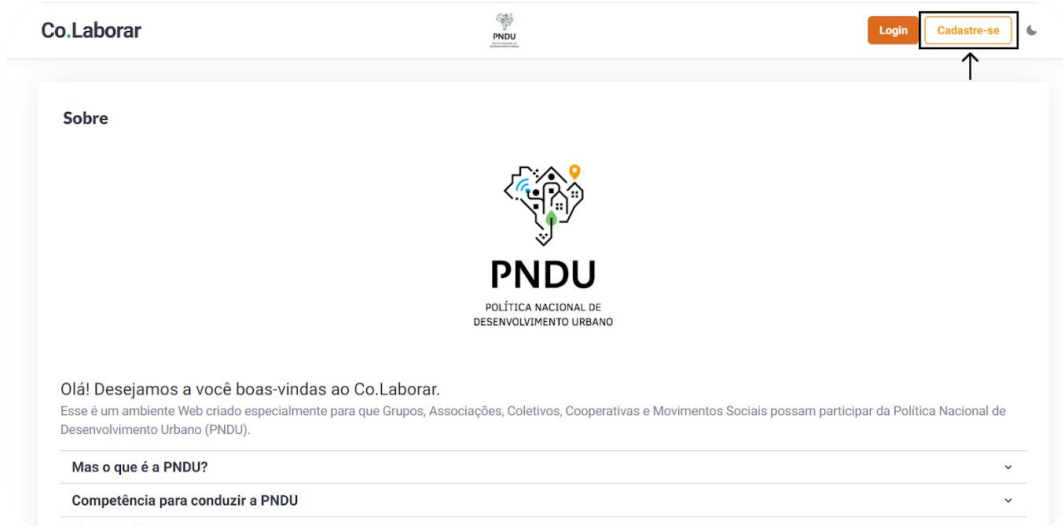 Co.Laborar
PNDU
Login
Cadastre-se
Sobre
PNDU
POLÍTICA NACIONAL DE
DESENVOLVIMENTO URBANO
Olá! Desejamos a você boas-vindas ao Co.Laborar.
Esse é um ambiente Web criado especialmente para que Grupos, Associações, Coletivos, Cooperativas e Movimentos Sociais possam participar da Política Nacional de
Desenvolvimento Urbano (PNDU).
Mas o que é a PNDU?
Competência para conduzir a PNDU